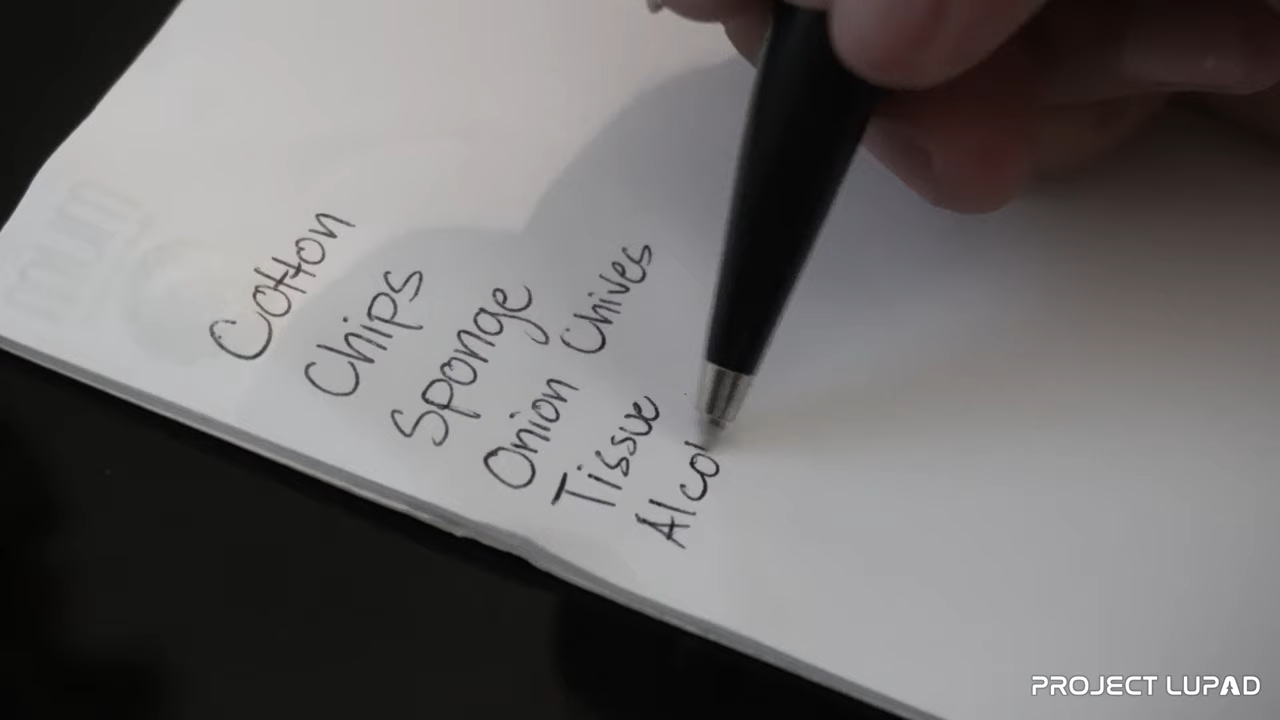 Cotton
Chips
Sponge
Onion Chives
Tissue
Alco
PROJECT LUPAD